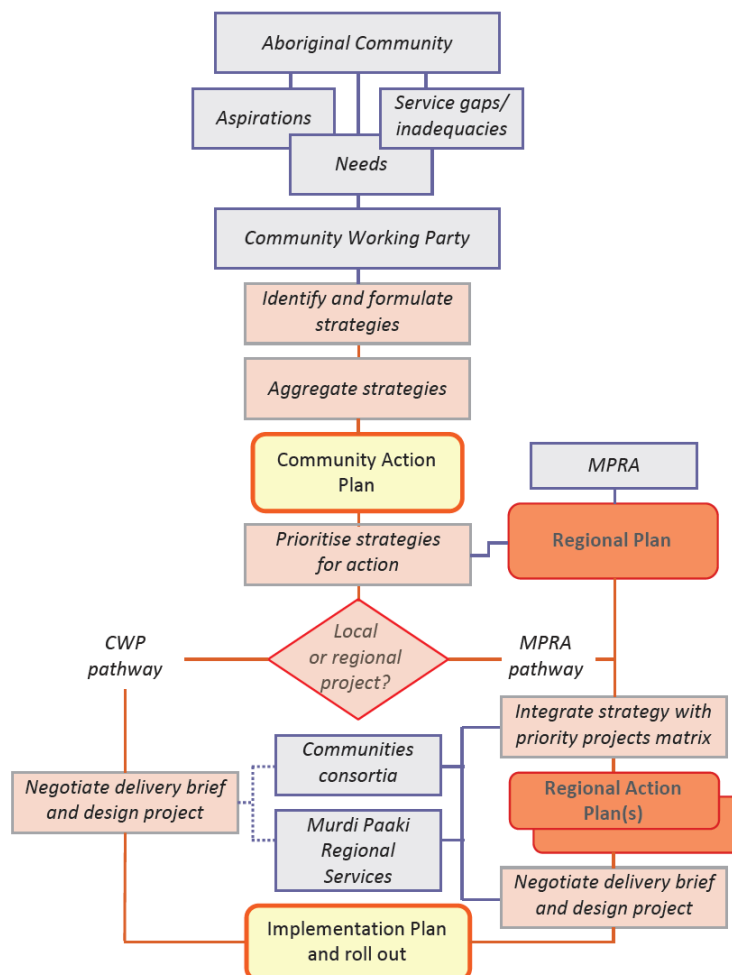 Aboriginal Community
Aspirations
Service gaps/
inadequacies
Needs
Community Working Party
Identify and formulate
strategies
Aggregate strategies
Community Action
Plan
MPRA
Regional Plan
Prioritise strategies
for action
Local
or regional
project?
CWP
pathway
MPRA
pathway
Integrate strategy with
priority projects matrix
Communities
consortia
Negotiate delivery brief
and design project
Regional Action
Plan(s)
Murdi Paaki
Regional
Services
Negotiate delivery brief
and design project
Implementation Plan
and roll out